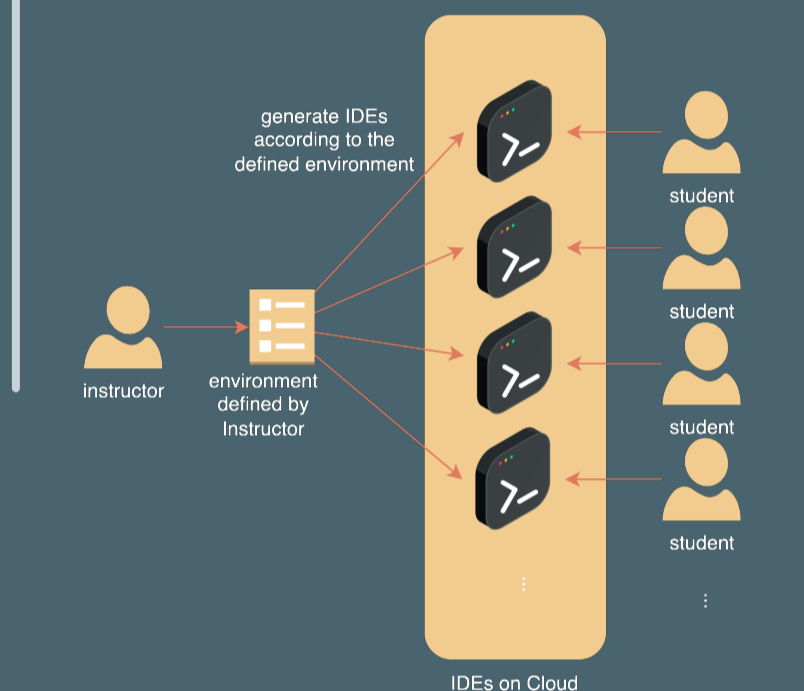 generate IDEs
according to the
defined environment
instructor
environment
defined by
Instructor
student
student
student
student
IDEs on Cloud